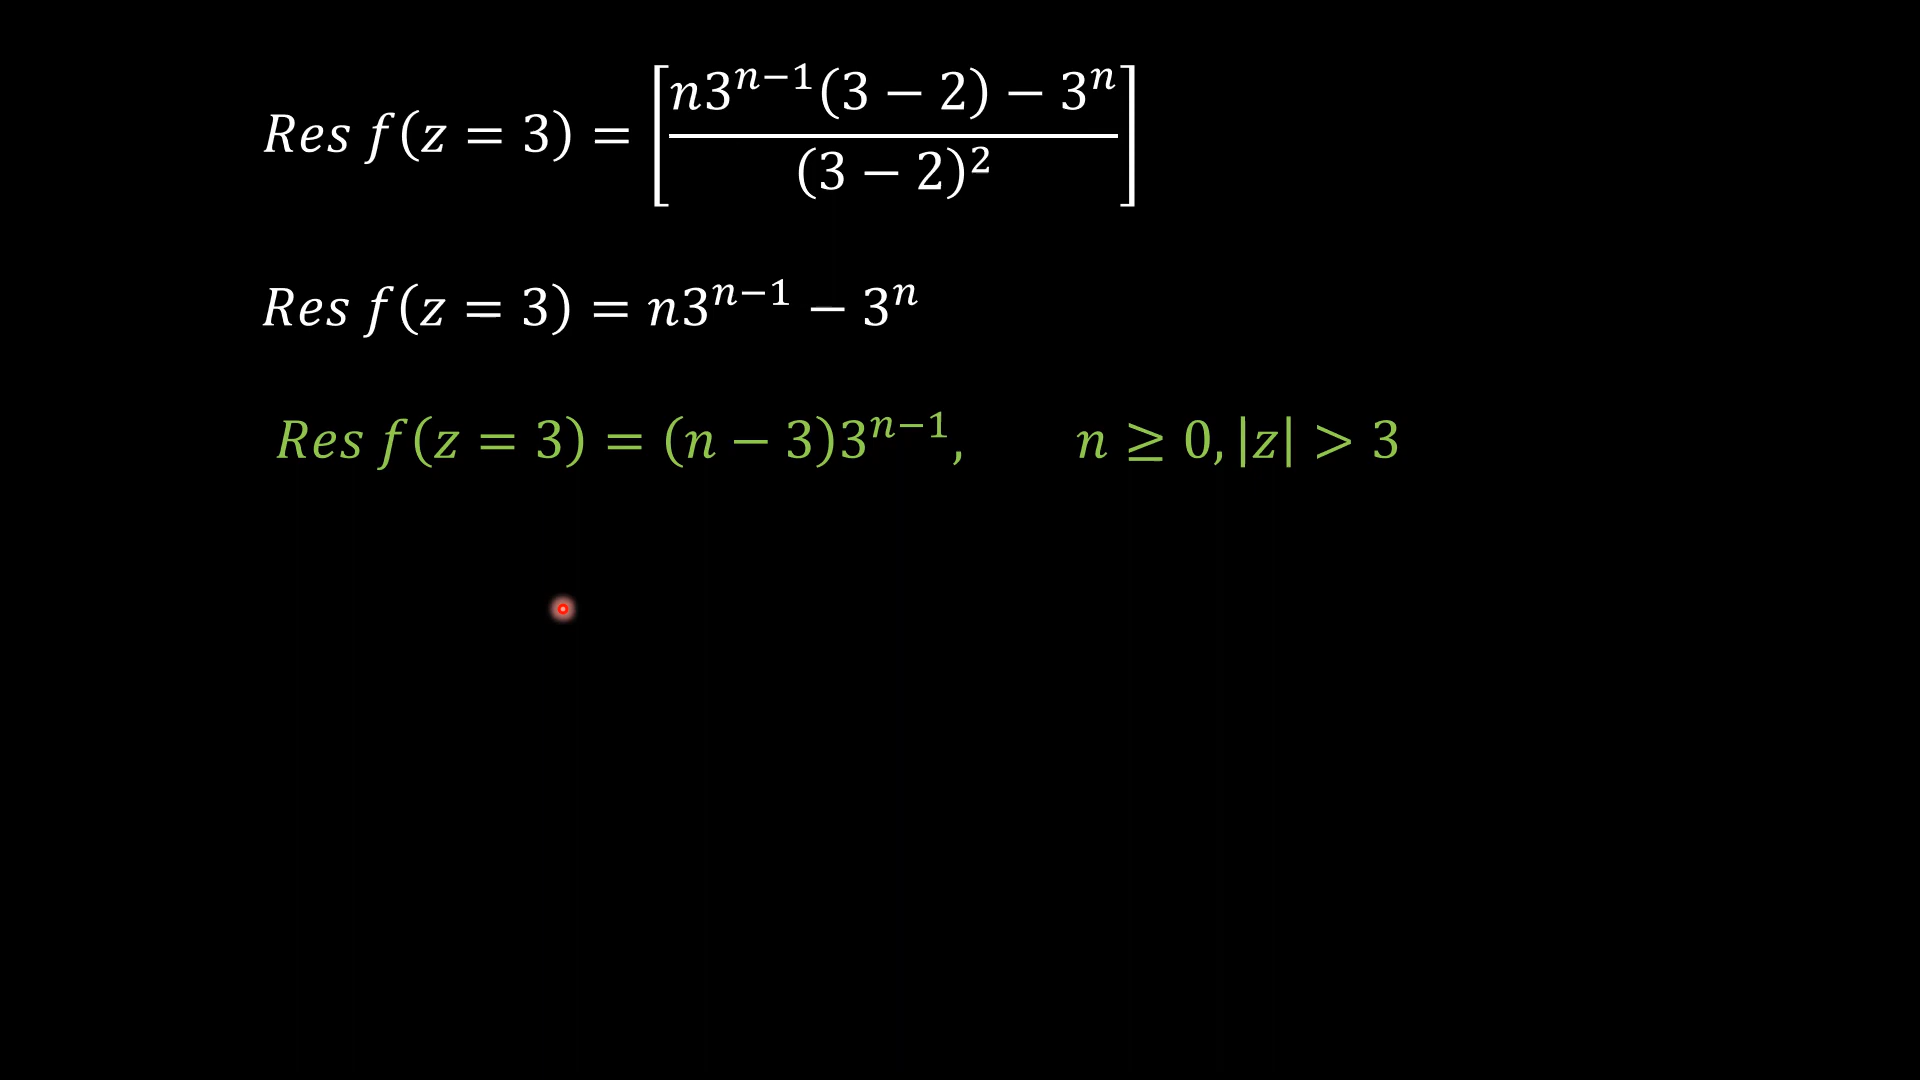 Res f(z = 3) = [n3^{n−1}(3 − 2) − 3^n / (3 − 2)^2]
Res f(z = 3) = n3^{n−1} − 3^n
Res f(z = 3) = (n − 3)3^{n−1}, n ≥ 0, |z| > 3